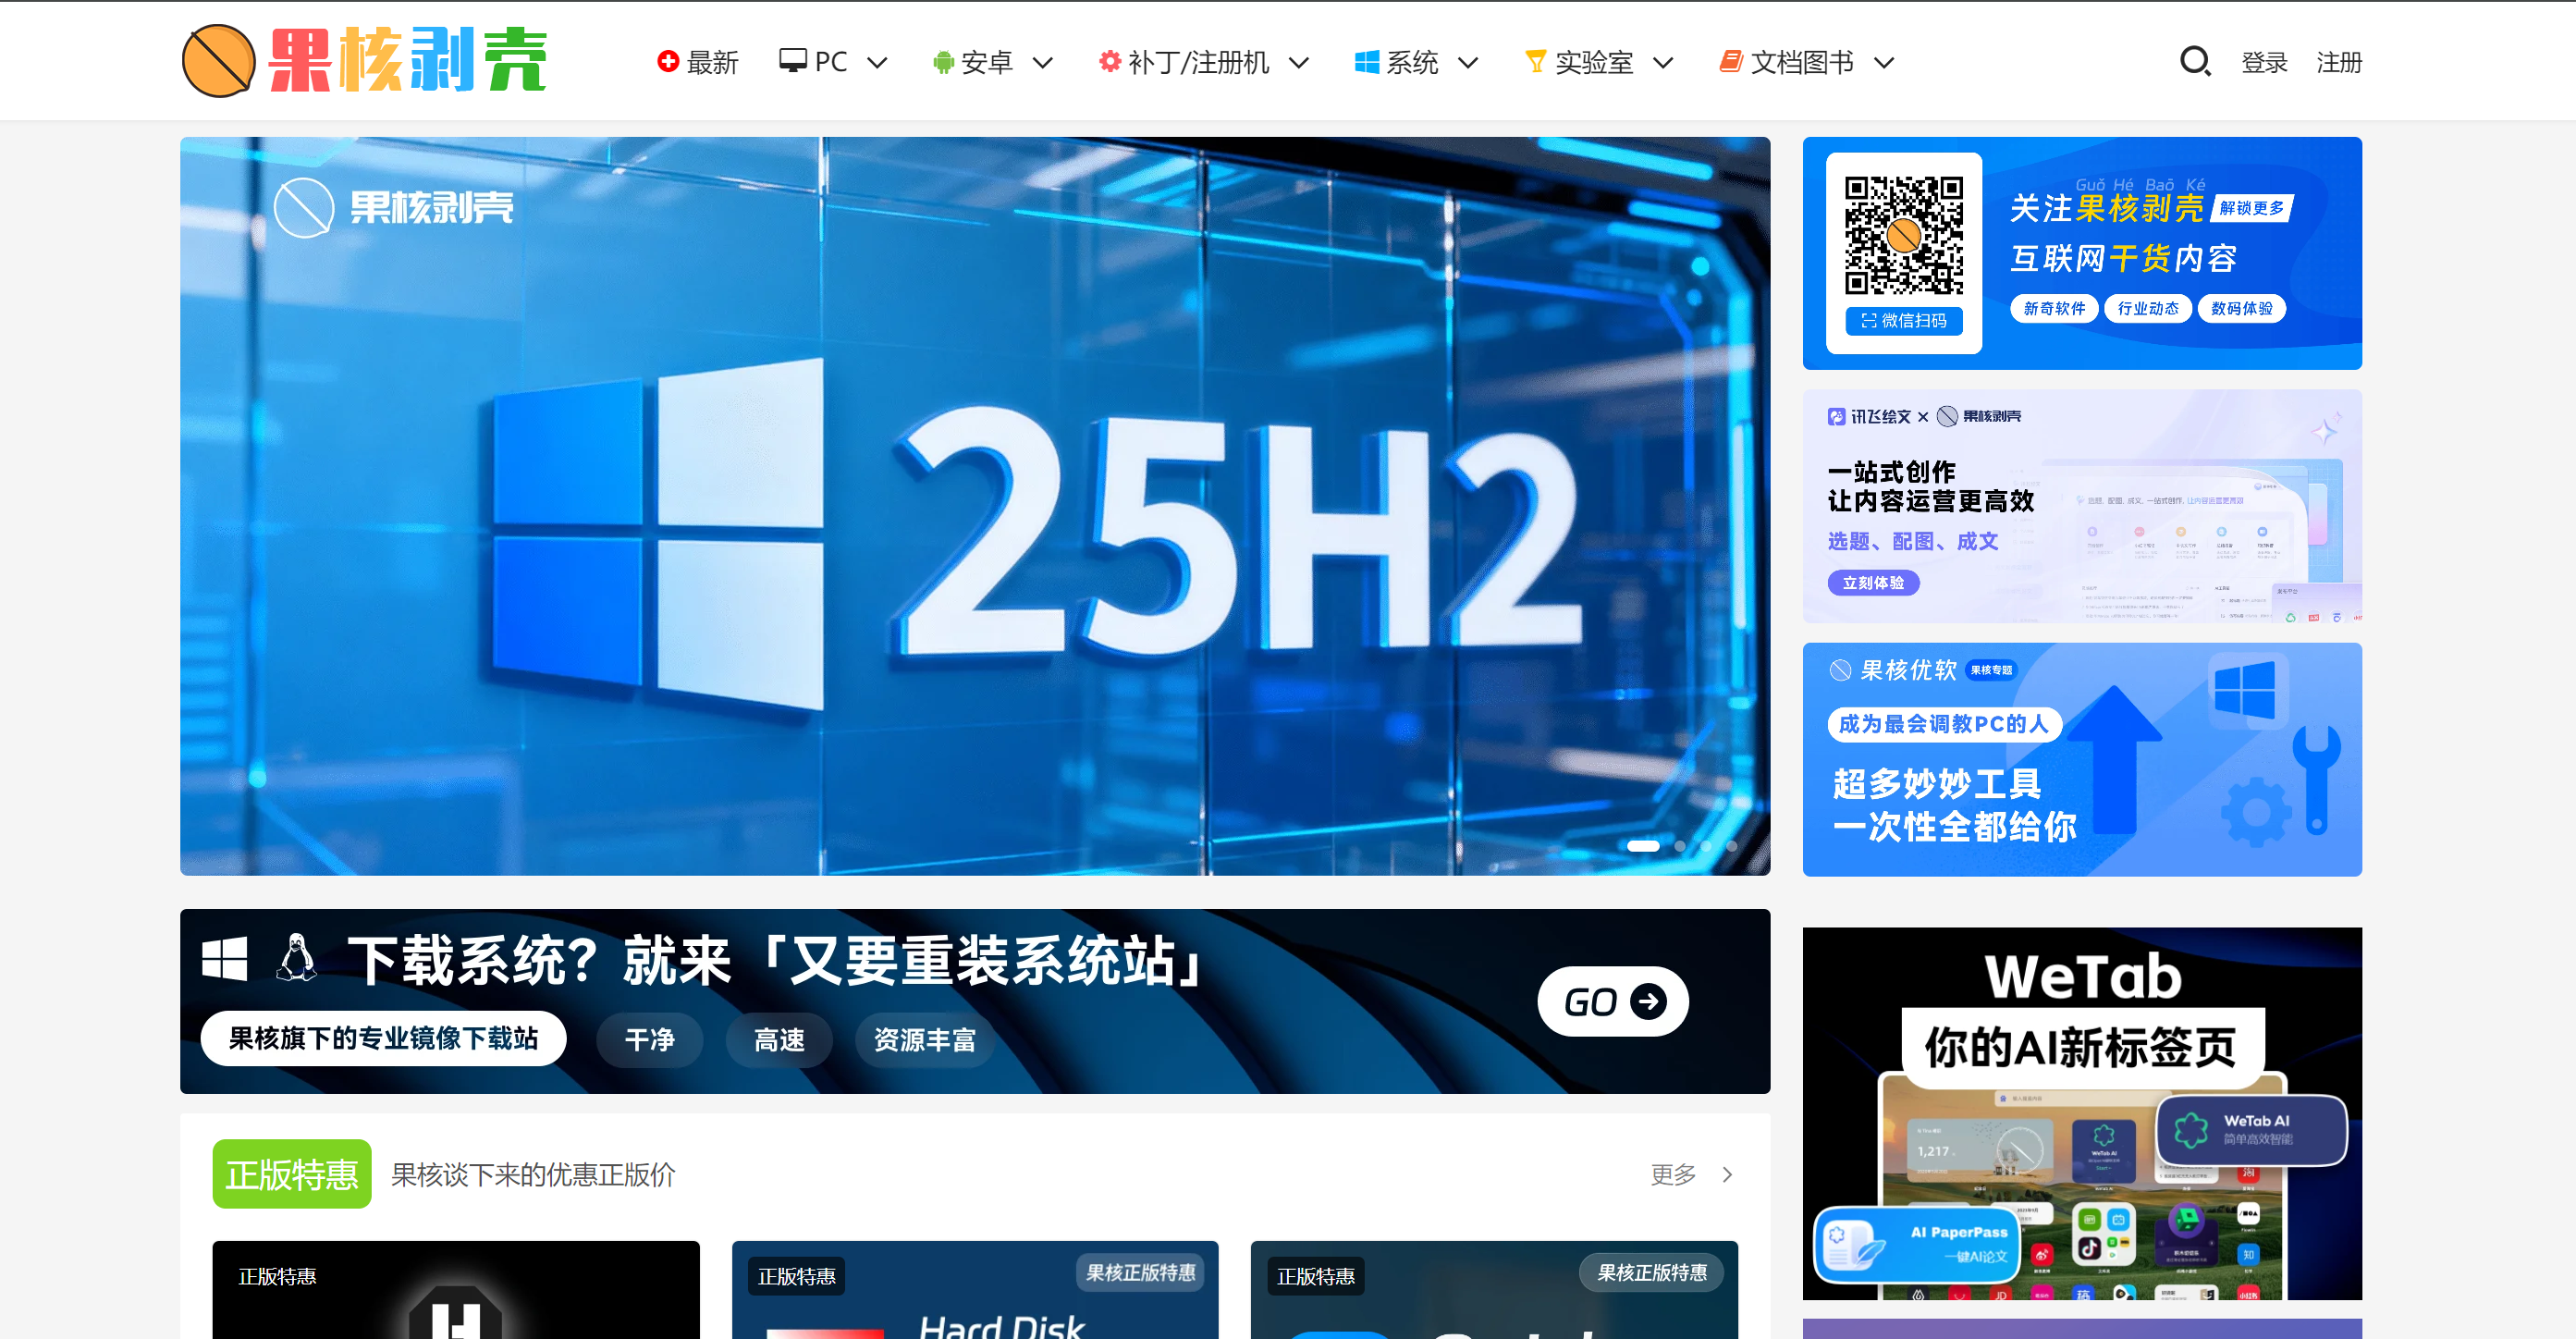 果核剥壳
最新
PC
安卓
补丁/注册机
系统
实验室
文档图书
登录
注册
果核剥壳
25H2
Guǒ Hé Baō Ké
关注果核剥壳 解锁更多
互联网干货内容
新奇软件 行业动态 数码体验
微信扫码
讯飞绘文 × 果核剥壳
一站式创作
让内容运营更高效
选题、配图、成文
立刻体验
果核优软 果核专题
成为最会调教PC的人
超多妙妙工具
一次性全都给你
下载系统？就来「又要重装系统站」
果核旗下的专业镜像下载站 干净 高速 资源丰富
GO
WeTab
你的AI新标签页
WeTab AI
简单高效智能
1,217
AI PaperPass
一键AI论文
正版特惠 果核谈下来的优惠正版价
更多
正版特惠
正版特惠 果核正版特惠
Hard Disk
正版特惠 果核正版特惠